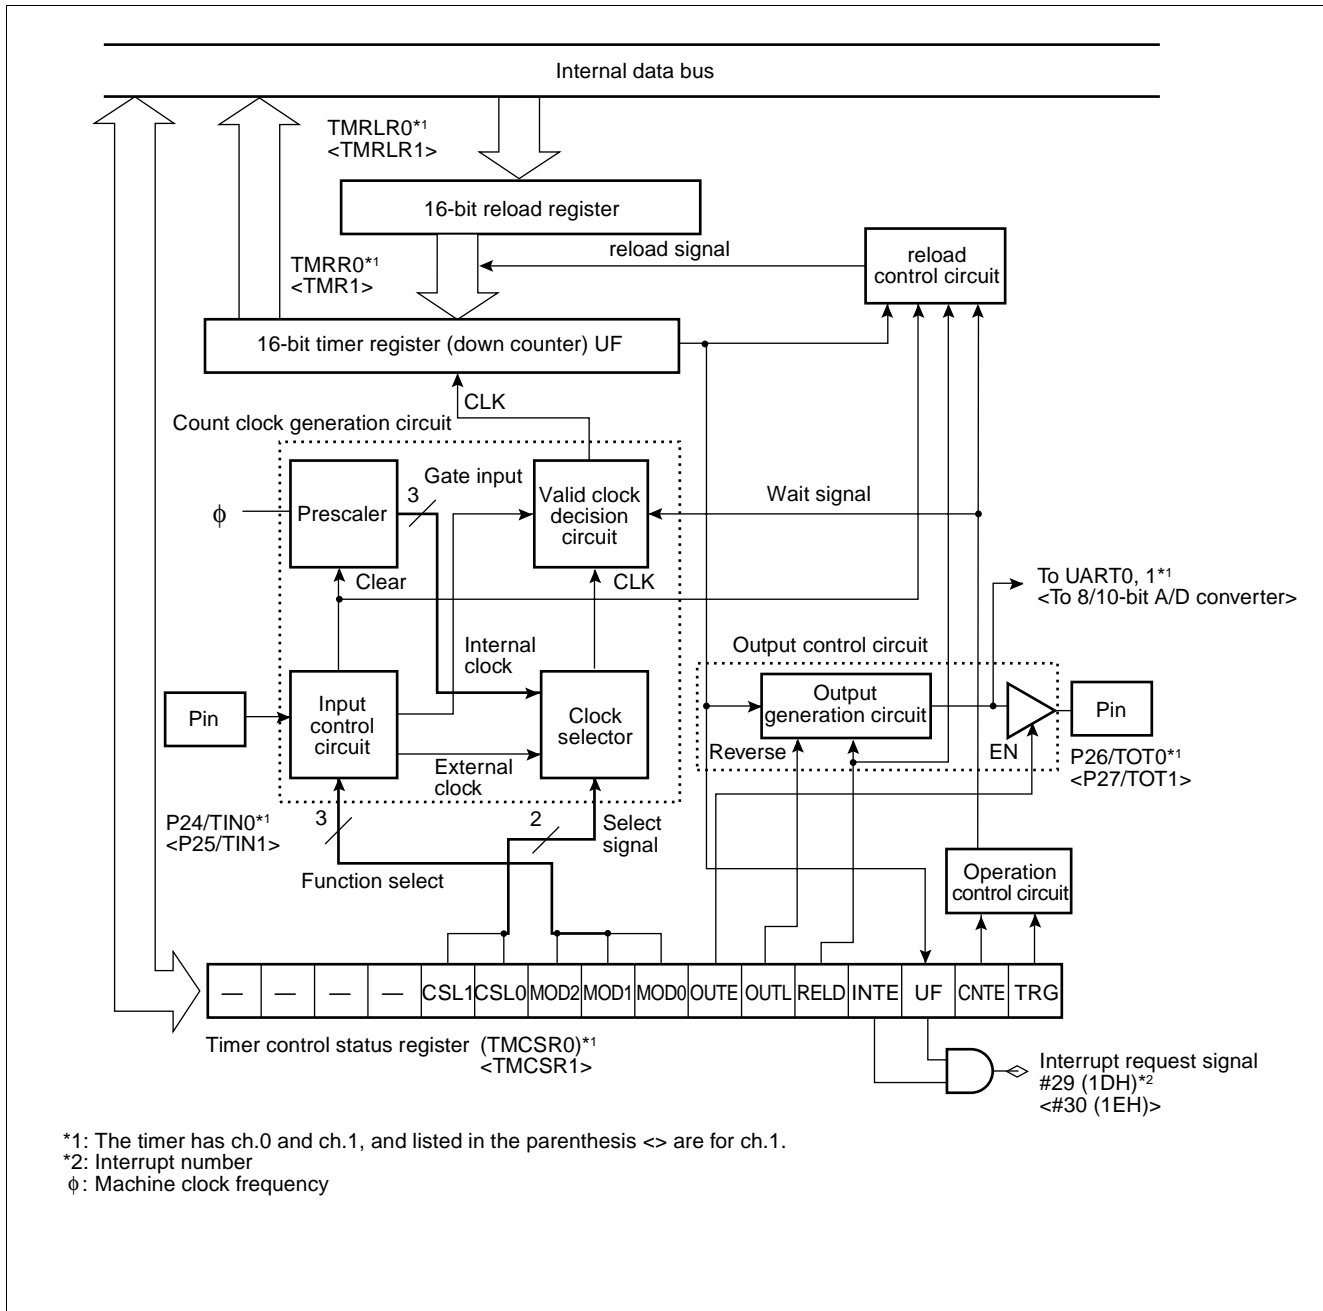 Internal data bus
TMRLR0*1
<TMRLR1>
16-bit reload register
reload signal
reload
control circuit
TMRR0*1
<TMR1>
16-bit timer register (down counter) UF
CLK
Count clock generation circuit
Gate input
3
Prescaler
Valid clock
decision
circuit
Wait signal
ϕ
Clear
CLK
To UART0, 1*1
<To 8/10-bit A/D converter>
Internal
clock
Output control circuit
Pin
Input
control
circuit
Clock
selector
Output
generation circuit
Pin
Reverse
EN
External
clock
P26/TOT0*1
<P27/TOT1>
P24/TIN0*1
<P25/TIN1>
3
2
Select
signal
Function select
Operation
control circuit
— — — — CSL1 CSL0 MOD2 MOD1 MOD0 OUTE OUTL RELD INTE UF CNTE TRG
Timer control status register (TMCSR0)*1
<TMCSR1>
Interrupt request signal
#29 (1DH)*2
<#30 (1EH)>
*1: The timer has ch.0 and ch.1, and listed in the parenthesis <> are for ch.1.
*2: Interrupt number
ϕ: Machine clock frequency